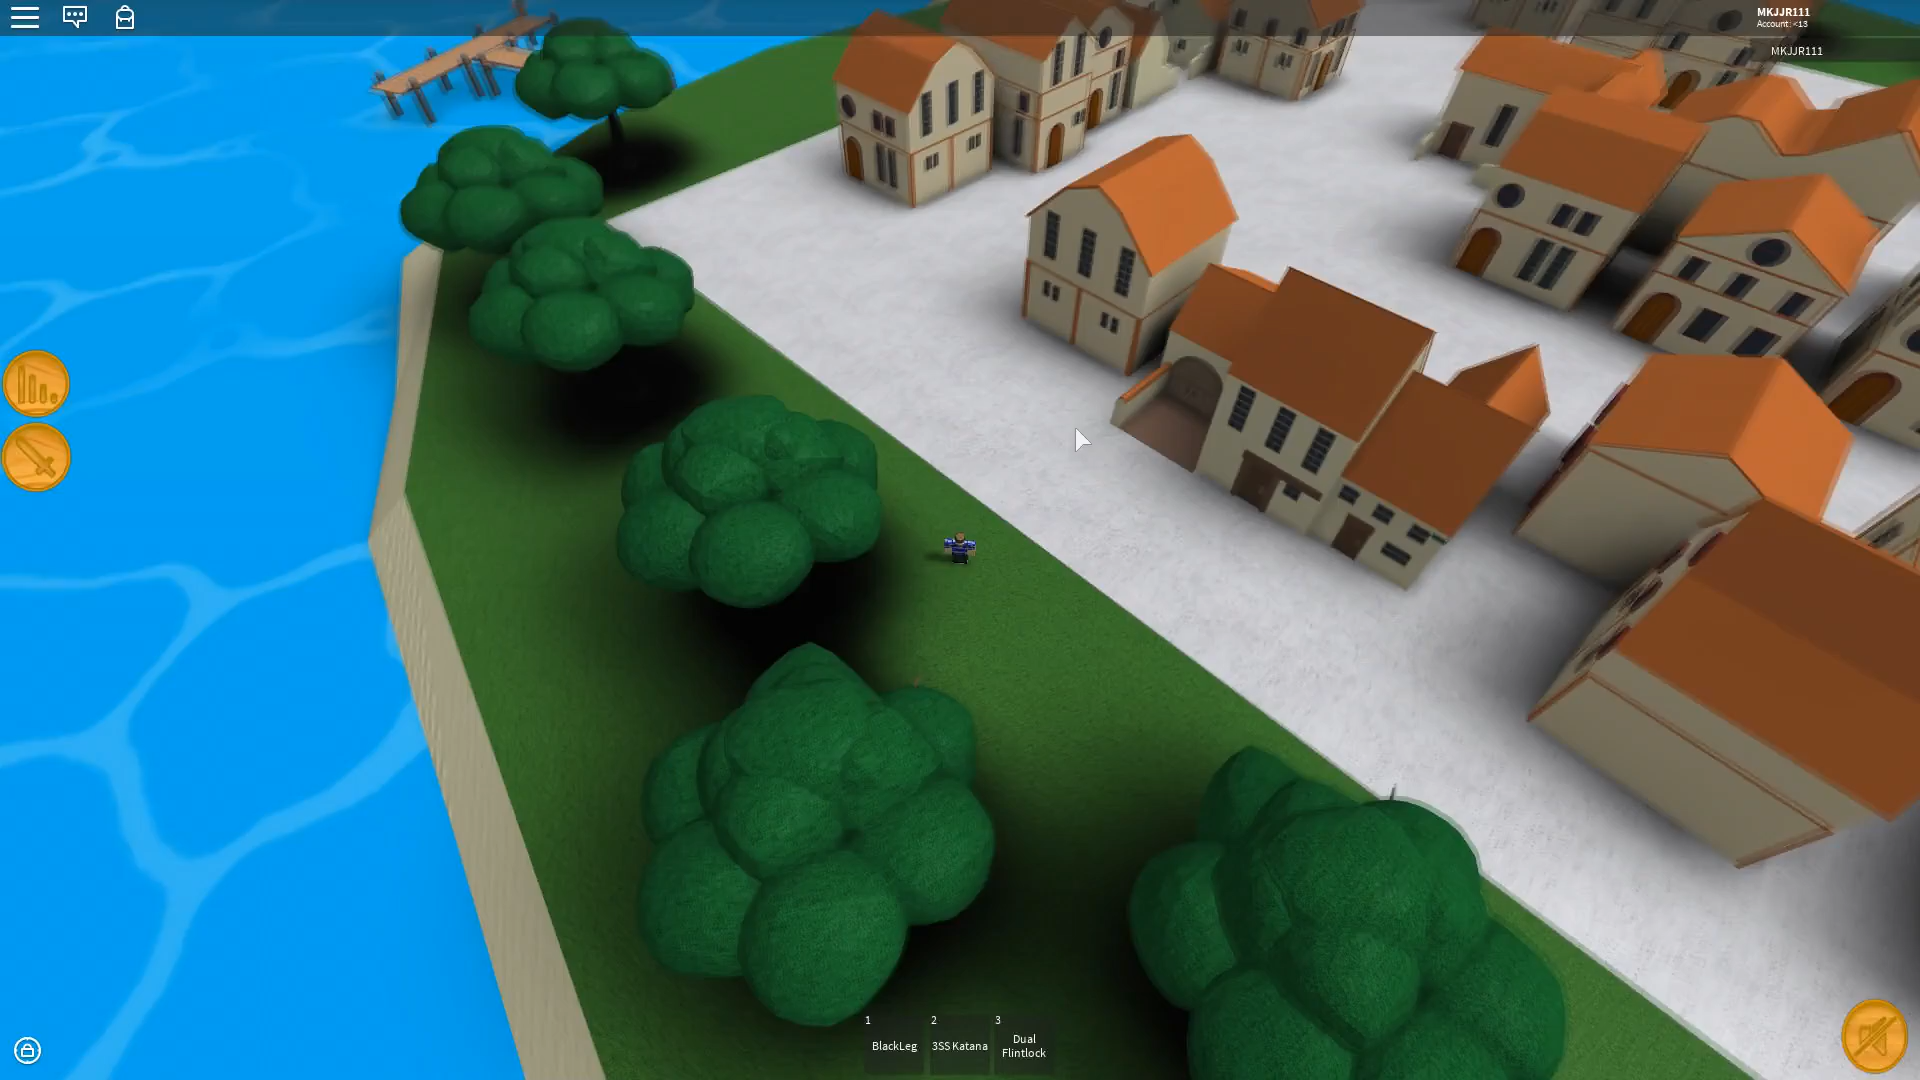 MKJJR111
Account: <13
MKJJR111
1
2
3
BlackLeg
3SS Katana
Dual
Flintlock